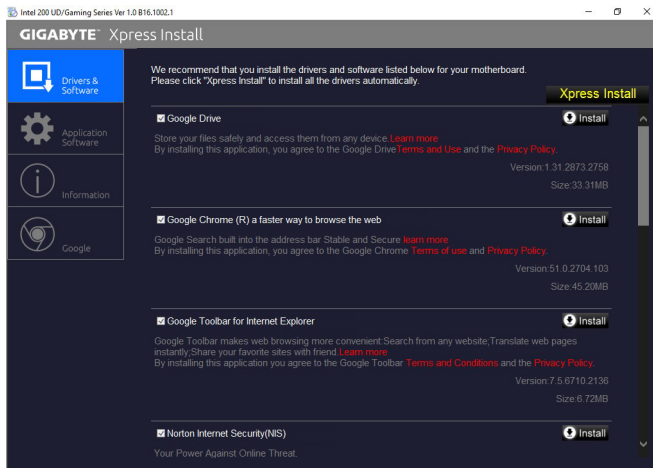 Intel 200 UD/Gaming Series Ver 1.0 B16.1002.1
GIGABYTE™ Xpress Install
Drivers &
Software
Application
Software
Information
Google
We recommend that you install the drivers and software listed below for your motherboard.
Please click "Xpress Install" to install all the drivers automatically.
Xpress Install
Google Drive
Install
Store your files safely and access them from any device.Learn more
By installing this application, you agree to the Google DriveTerms and Use and the Privacy Policy.
Version:1.31.2873.2758
Size:33.31MB
Google Chrome (R) a faster way to browse the web
Install
Google Search built into the address bar Stable and Secure learn more
By installing this application, you agree to the Google Chrome Terms of use and Privacy Policy.
Version:51.0.2704.103
Size:45.20MB
Google Toolbar for Internet Explorer
Install
Google Toolbar makes web browsing more convenient:Search from any website;Translate web pages
instantly;Share your favorite sites with friend.Learn more
By installing this application you agree to the Google Toolbar Terms and Conditions and the Privacy Policy.
Version:7.5.6710.2136
Size:6.72MB
Norton Internet Security(NIS)
Install
Your Power Against Online Threat.